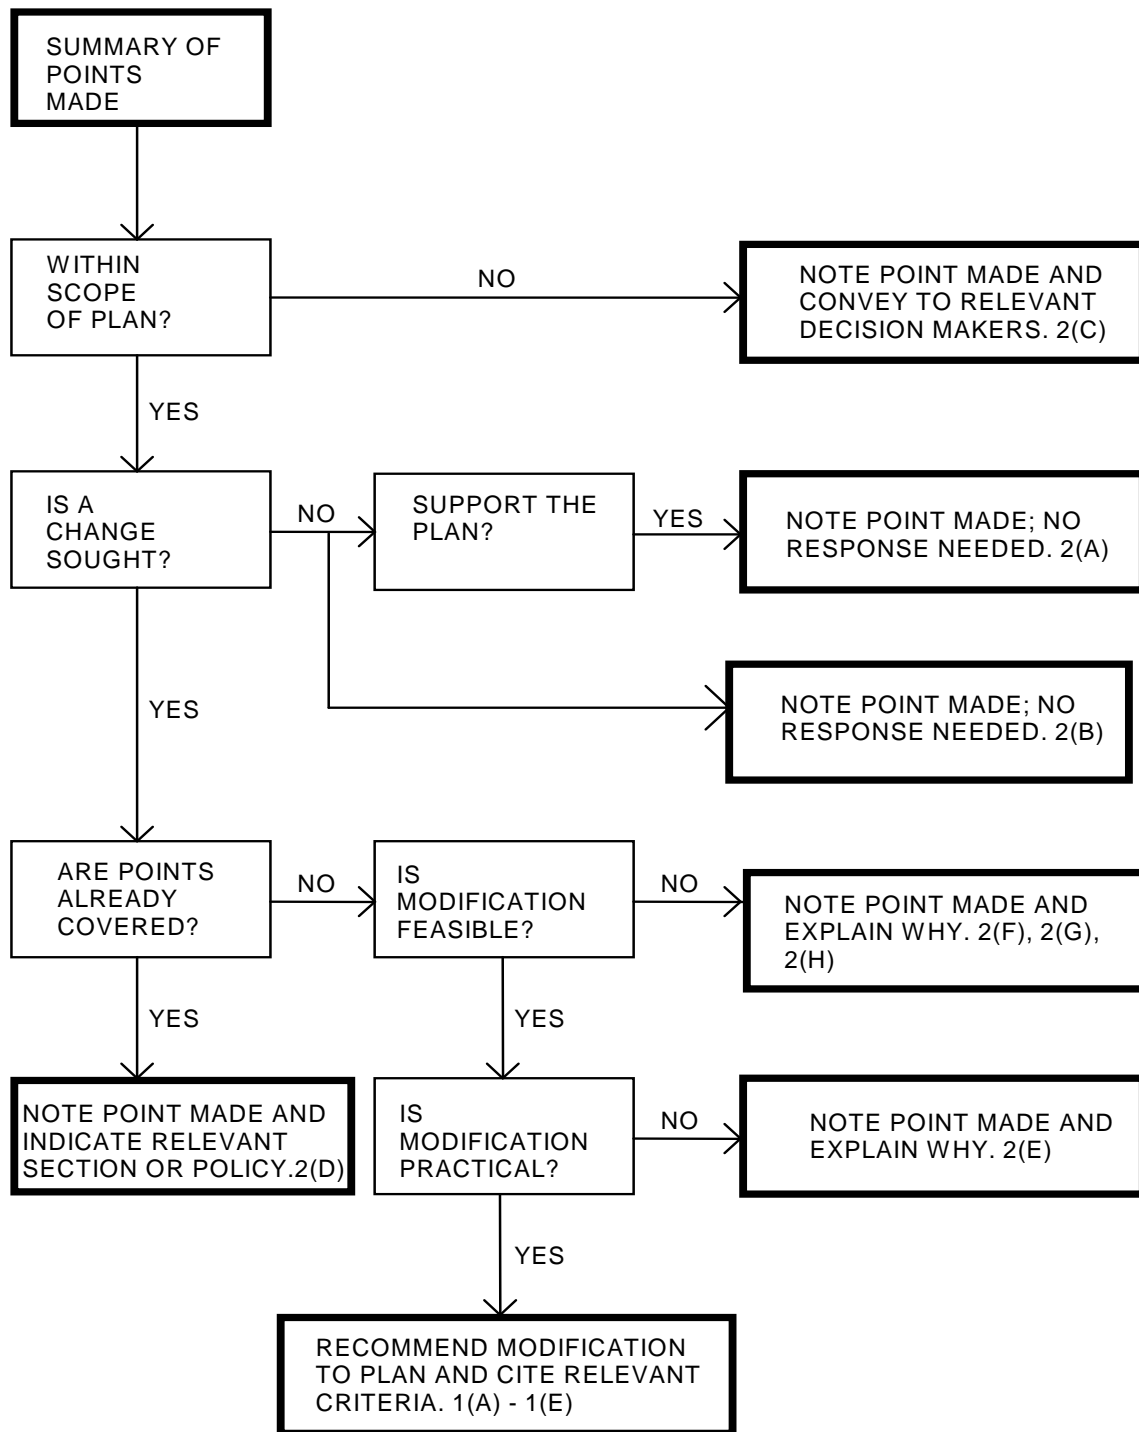 SUMMARY OF
POINTS
MADE
WITHIN
SCOPE
OF PLAN?
NO
NOTE POINT MADE AND
CONVEY TO RELEVANT
DECISION MAKERS. 2(C)
YES
IS A
CHANGE
SOUGHT?
NO
SUPPORT THE
PLAN?
YES
NOTE POINT MADE; NO
RESPONSE NEEDED. 2(A)
YES
NOTE POINT MADE; NO
RESPONSE NEEDED. 2(B)
ARE POINTS
ALREADY
COVERED?
NO
IS
MODIFICATION
FEASIBLE?
NO
NOTE POINT MADE AND
EXPLAIN WHY. 2(F), 2(G),
2(H)
YES
YES
NOTE POINT MADE AND
INDICATE RELEVANT
SECTION OR POLICY.2(D)
IS
MODIFICATION
PRACTICAL?
NO
NOTE POINT MADE AND
EXPLAIN WHY. 2(E)
YES
RECOMMEND MODIFICATION
TO PLAN AND CITE RELEVANT
CRITERIA. 1(A) - 1(E)